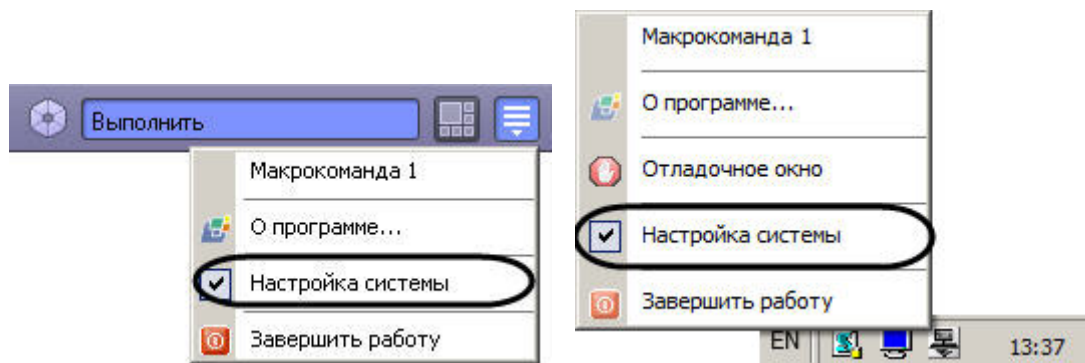 Выполнить
Макрокоманда 1
О программе...
Настройка системы
Завершить работу
Макрокоманда 1
О программе...
Отладочное окно
Настройка системы
Завершить работу
EN 13:37